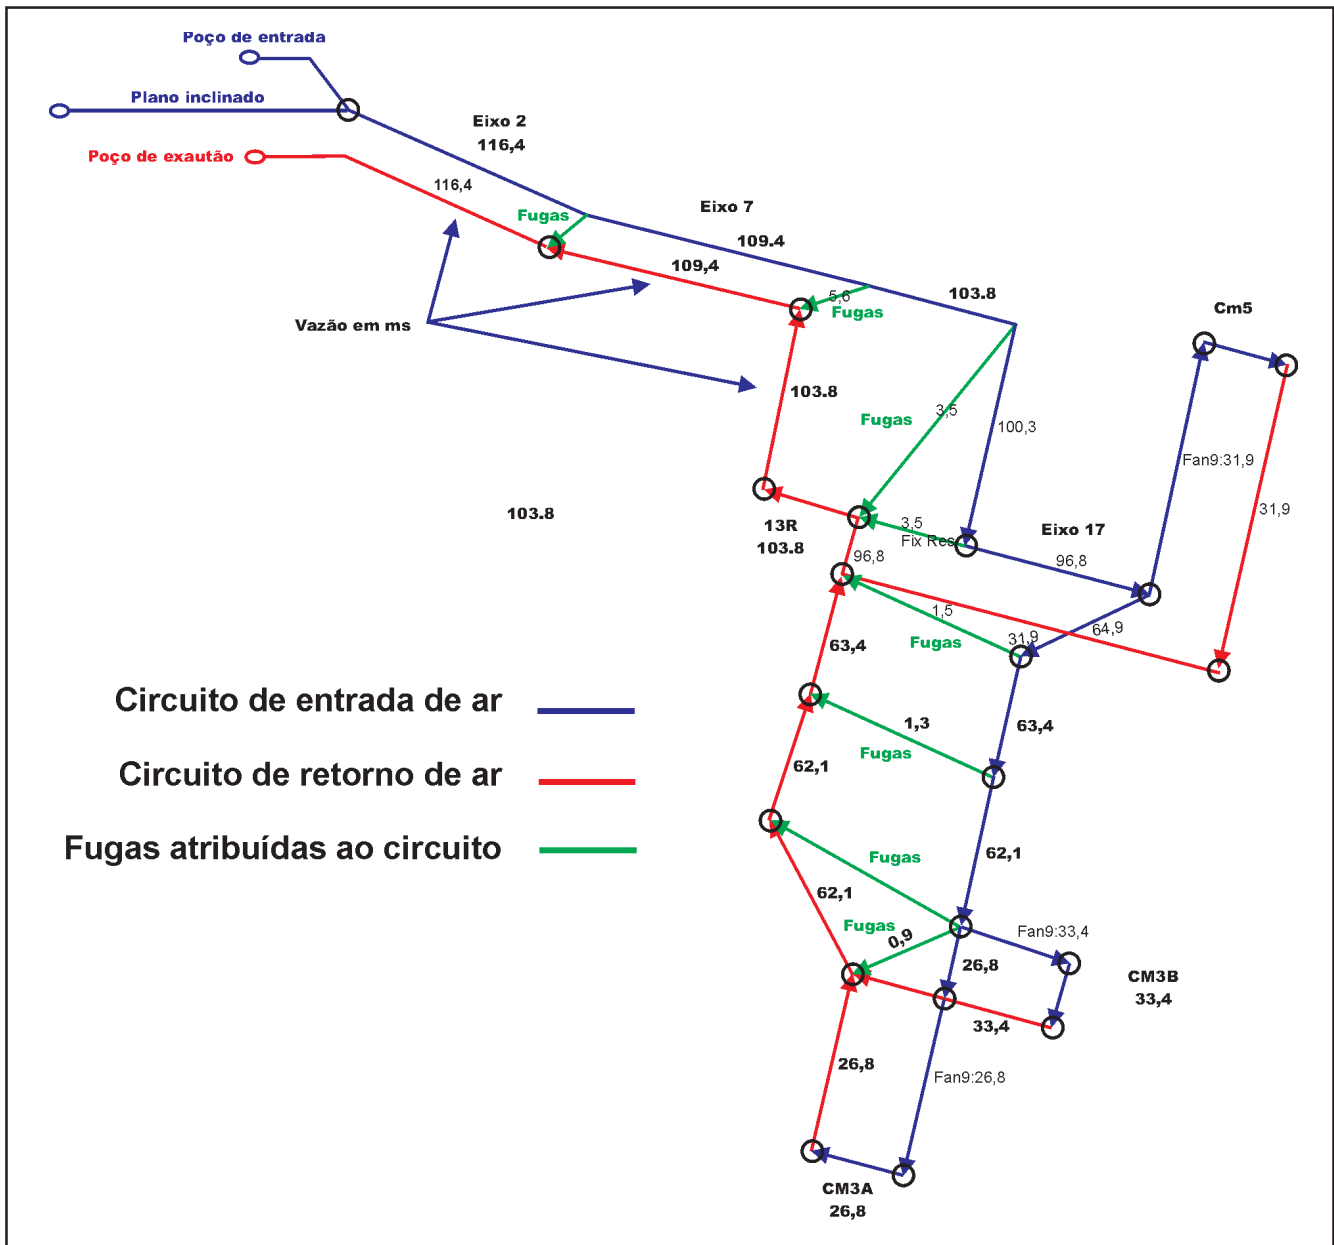 Poço de entrada
Plano inclinado
Eixo 2
116,4
Poço de exautão
116,4
Fugas
Eixo 7
109.4
109,4
103.8
5,6
Fugas
Vazão em ms
Cm5
103.8
3,5
Fugas
100,3
Fan9:31,9
31,9
103.8
13R
103.8
3,5
Fix Res
Eixo 17
96,8
96,8
1,5
Fugas
31,9
64,9
63,4
63,4
Circuito de entrada de ar
1,3
Fugas
62,1
Circuito de retorno de ar
Fugas atribuídas ao circuito
Fugas
62,1
62,1
Fugas
0,9
Fan9:33,4
26,8
CM3B
33,4
33,4
26,8
Fan9:26,8
CM3A
26,8